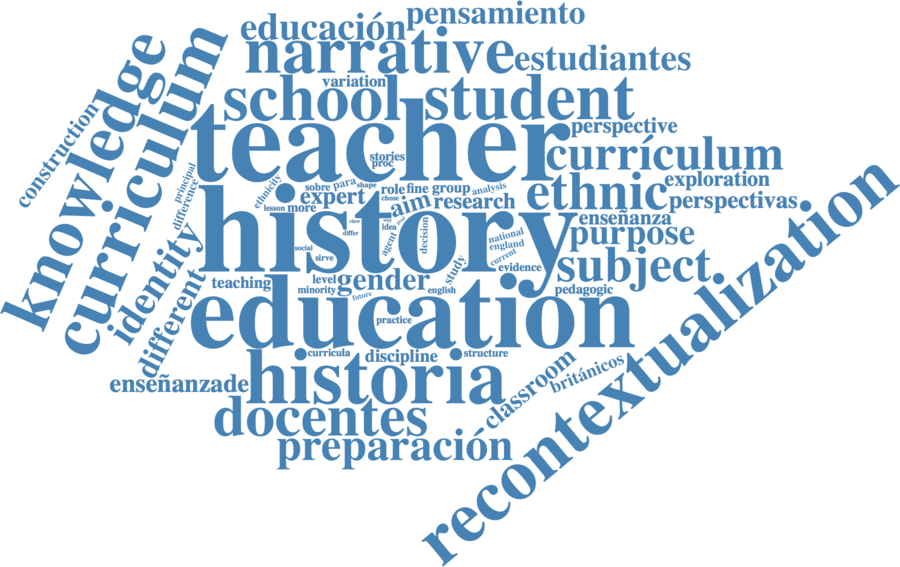 pensamiento
educación
narrative
estudiantes
variation
school
student
knowledge
curriculum
construction
teacher
perspective
stories
proc
currículum
principal
difference
ethnicity
sobre
para
shape
role
fine
group
analysis
exploration
expert
chose
ethnic
perspectivas
lesson
more
aim
research
history
view
idea
enseñanza
differ
decision
agent
national
england
purpose
identity
social
sirve
current
study
evidence
subject
different
teaching
level
gender
minority
future
english
pedagogic
education
practice
recontextualization
curricula
discipline
structure
classroom
británicos
enseñanzade
historia
docentes
preparación